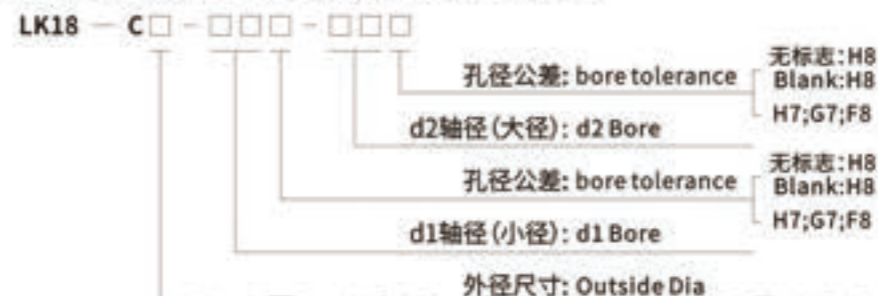 LK18 — C□ - □□□ - □□□
孔径公差: bore tolerance
无标志:H8
Blank:H8
H7;G7;F8
d2轴径(大径): d2 Bore
孔径公差: bore tolerance
无标志:H8
Blank:H8
H7;G7;F8
d1轴径(小径): d1 Bore
外径尺寸: Outside Dia